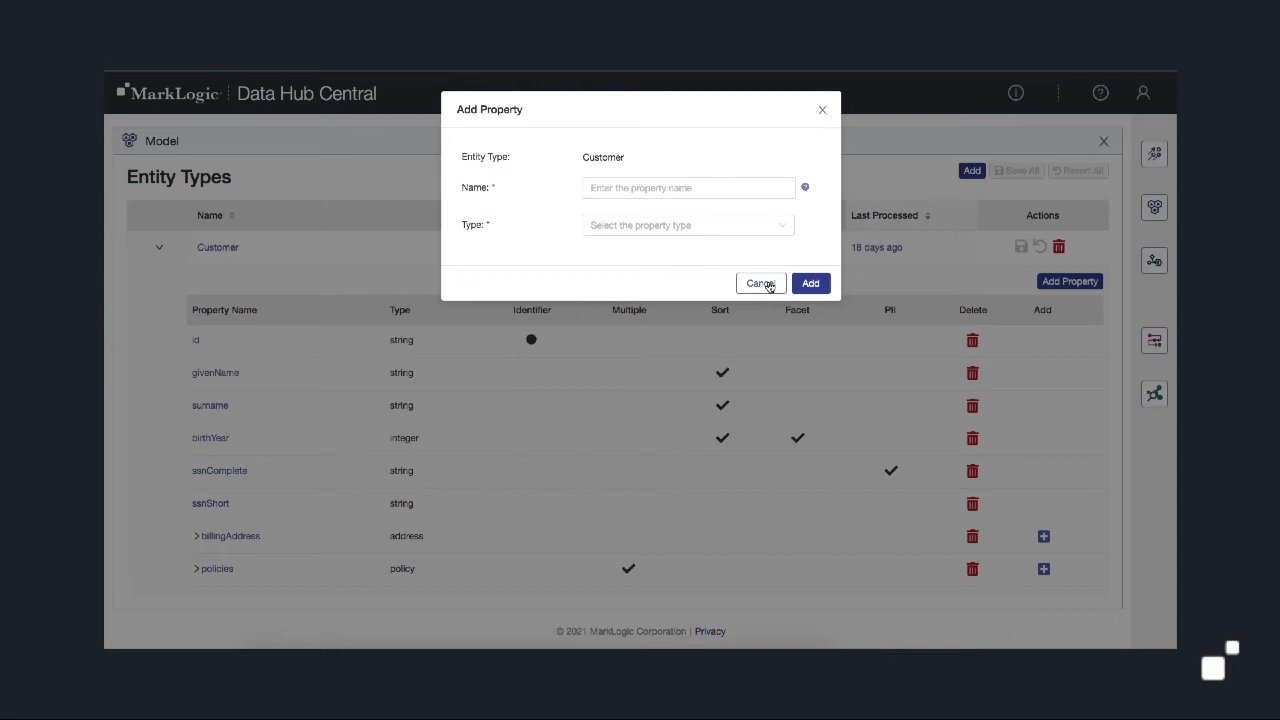 MarkLogic Data Hub Central
Add Property
Entity Type: Customer
Name: * Enter the property name
Type: * Select the property type
Cancel Add
Model
Entity Types
Add Save All Revert All
Name Last Processed Actions
Customer 18 days ago
Add Property
Property Name Type Identifier Multiple Sort Facet PII Delete Add
id string
givenName string
surname string
birthYear integer
ssnComplete string
ssnShort string
billingAddress address
policies policy
© 2021 MarkLogic Corporation | Privacy